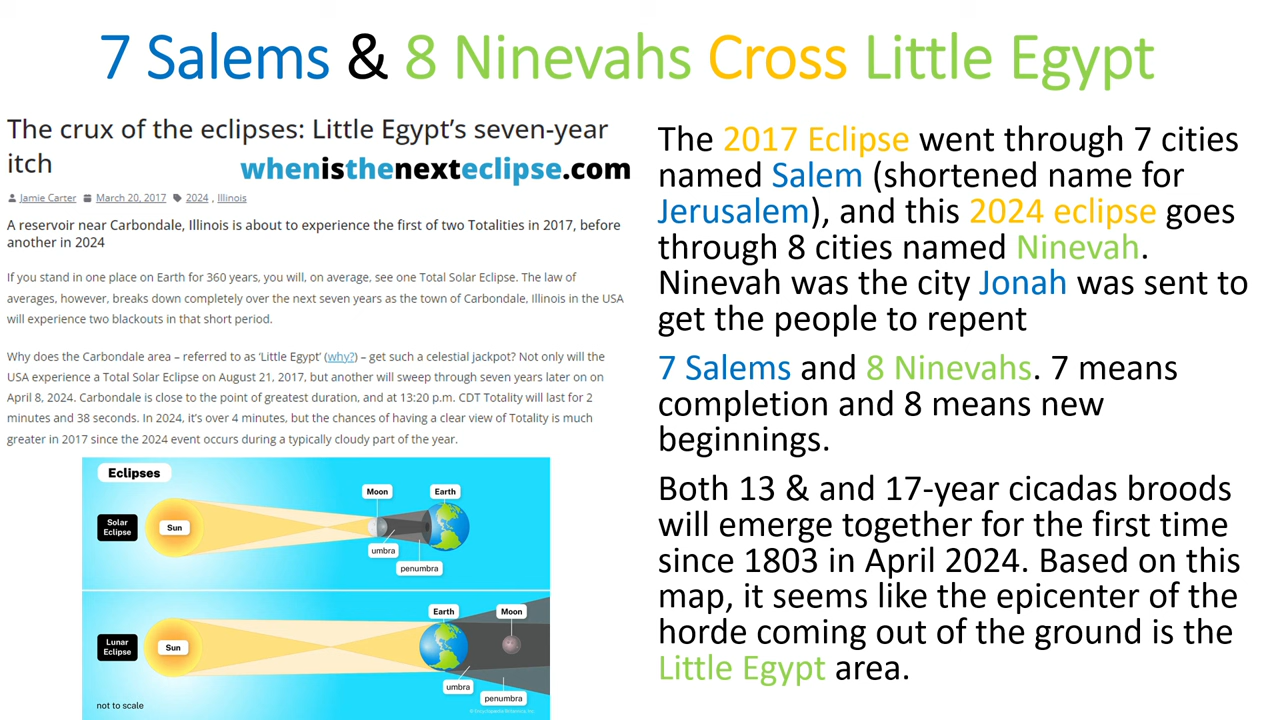 7 Salems & 8 Ninevahs Cross Little Egypt
The crux of the eclipses: Little Egypt’s seven-year
itch
whenisthenexteclipse.com
Jamie Carter March 20, 2017 2024 , Illinois
A reservoir near Carbondale, Illinois is about to experience the first of two Totalities in 2017, before
another in 2024
If you stand in one place on Earth for 360 years, you will, on average, see one Total Solar Eclipse. The law of
averages, however, breaks down completely over the next seven years as the town of Carbondale, Illinois in the USA
will experience two blackouts in that short period.
Why does the Carbondale area – referred to as ‘Little Egypt’ (why?) – get such a celestial jackpot? Not only will the
USA experience a Total Solar Eclipse on August 21, 2017, but another will sweep through seven years later on on
April 8, 2024. Carbondale is close to the point of greatest duration, and at 13:20 p.m. CDT Totality will last for 2
minutes and 38 seconds. In 2024, it’s over 4 minutes, but the chances of having a clear view of Totality is much
greater in 2017 since the 2024 event occurs during a typically cloudy part of the year.
Eclipses
Solar
Eclipse
Sun
Moon
Earth
umbra
penumbra
Lunar
Eclipse
Sun
Earth
Moon
umbra
penumbra
not to scale
© Encyclopædia Britannica, Inc.
The 2017 Eclipse went through 7 cities
named Salem (shortened name for
Jerusalem), and this 2024 eclipse goes
through 8 cities named Ninevah.
Ninevah was the city Jonah was sent to
get the people to repent
7 Salems and 8 Ninevahs. 7 means
completion and 8 means new
beginnings.
Both 13 & and 17-year cicadas broods
will emerge together for the first time
since 1803 in April 2024. Based on this
map, it seems like the epicenter of the
horde coming out of the ground is the
Little Egypt area.